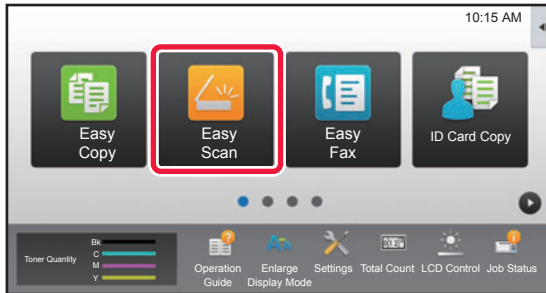 10:15 AM
Easy
Copy
Easy
Scan
Easy
Fax
ID Card Copy
Toner Quantity
Bk
C
M
Y
Operation
Guide
Enlarge
Display Mode
Settings
Total Count
LCD Control
Job Status